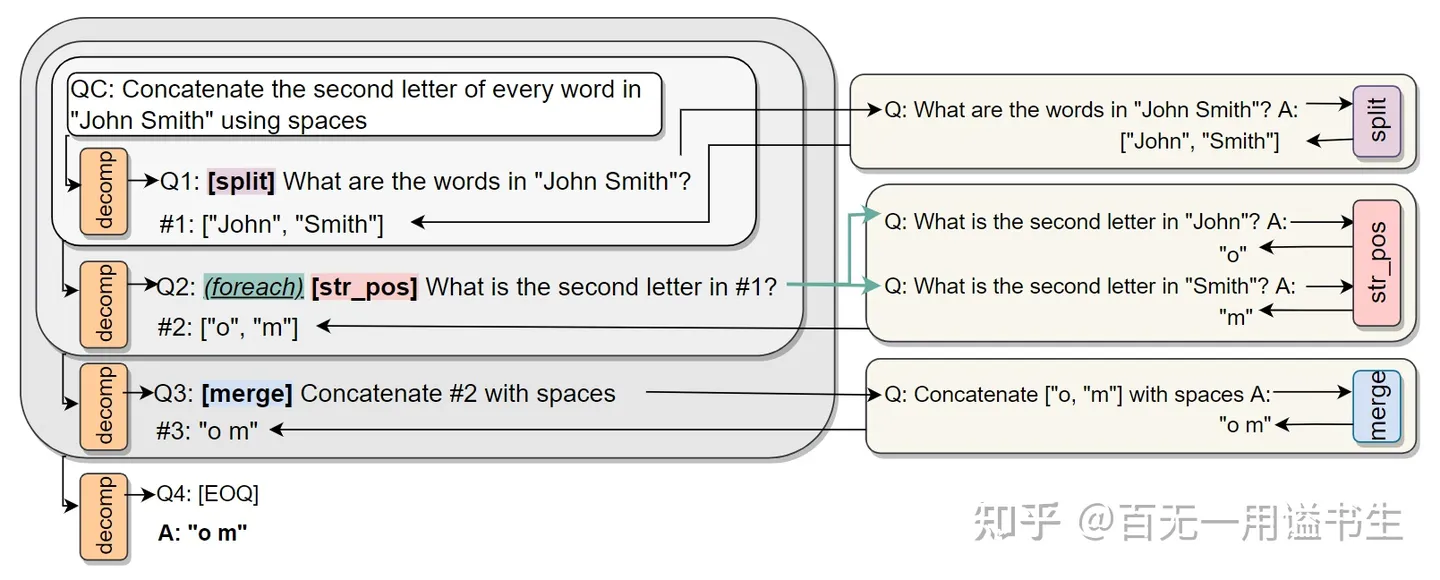 QC: Concatenate the second letter of every word in
"John Smith" using spaces
decomp
Q1: [split] What are the words in "John Smith"?
#1: ["John", "Smith"]
Q: What are the words in "John Smith"? A:
["John", "Smith"]
split
decomp
Q2: (foreach) [str_pos] What is the second letter in #1?
#2: ["o", "m"]
Q: What is the second letter in "John"? A:
"o"
Q: What is the second letter in "Smith"? A:
"m"
str_pos
decomp
Q3: [merge] Concatenate #2 with spaces
#3: "o m"
Q: Concatenate ["o, "m"] with spaces A:
"o m"
merge
decomp
Q4: [EOQ]
A: "o m"
知乎 @百无一用谥书生